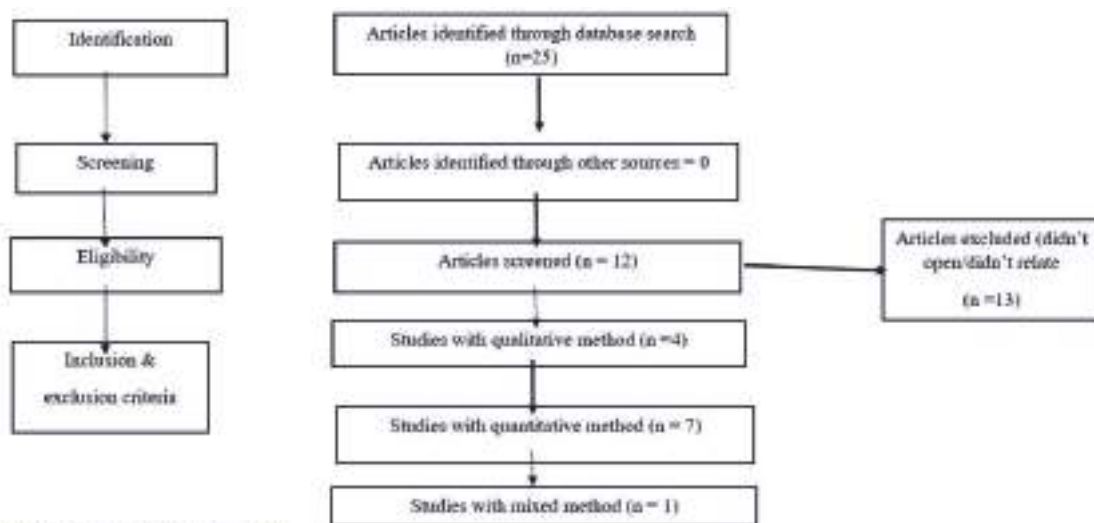 Identification
Articles identified through database search
(n=25)
Screening
Articles identified through other sources = 0
Eligibility
Articles screened (n = 12)
Articles excluded (didn't
open/didn't relate
(n =13)
Studies with qualitative method (n =4)
Inclusion &
exclusion criteria
Studies with quantitative method (n = 7)
Studies with mixed method (n = 1)